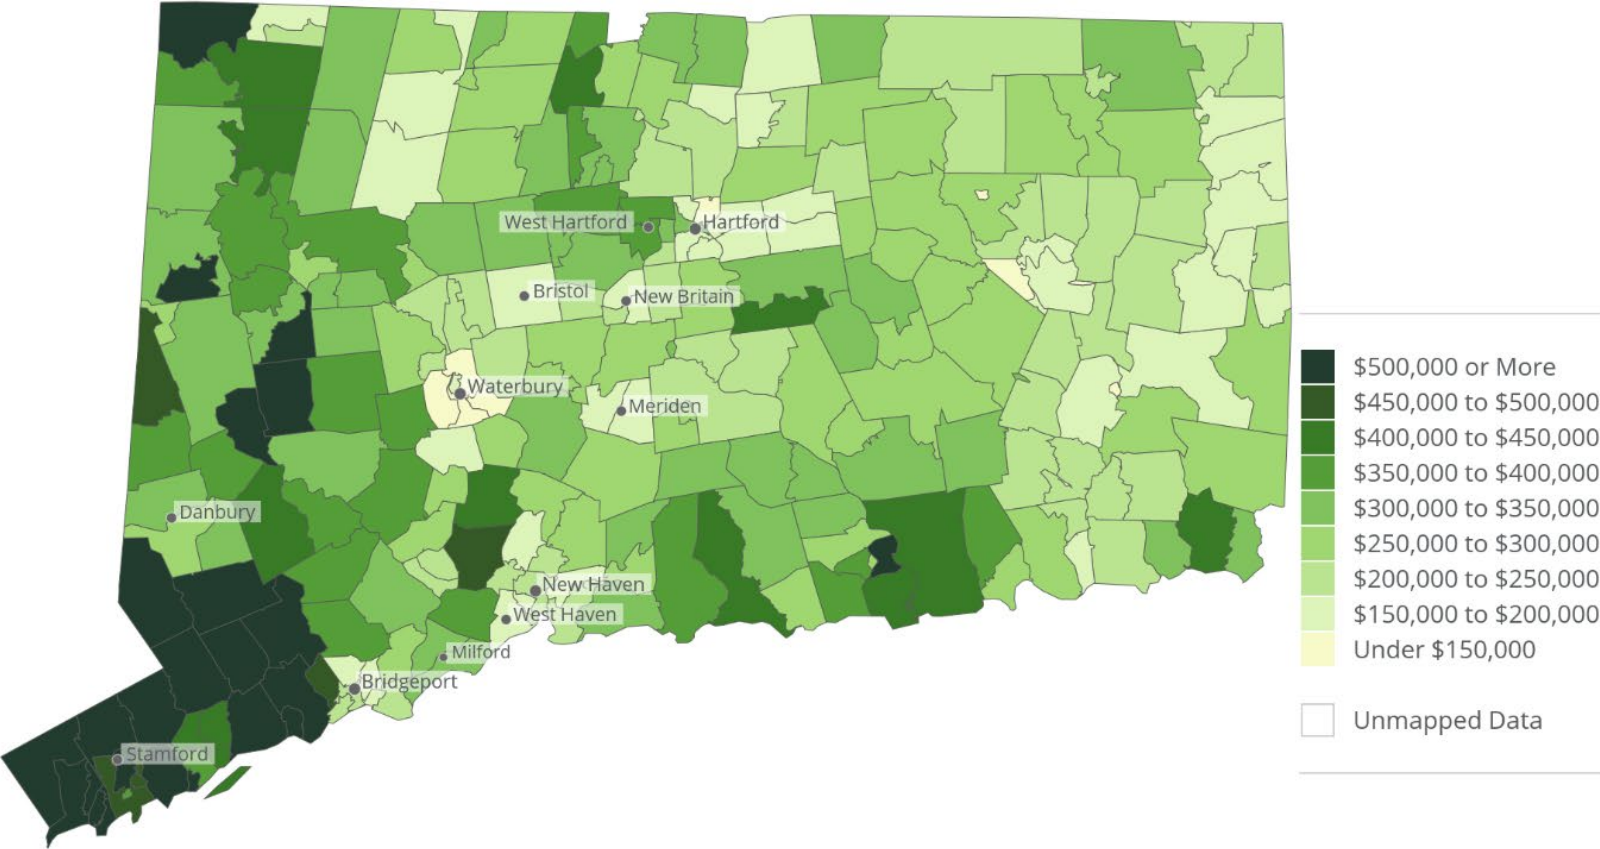 West Hartford
Hartford
Bristol
New Britain
Waterbury
Meriden
Danbury
New Haven
West Haven
Milford
Bridgeport
Stamford
$500,000 or More
$450,000 to $500,000
$400,000 to $450,000
$350,000 to $400,000
$300,000 to $350,000
$250,000 to $300,000
$200,000 to $250,000
$150,000 to $200,000
Under $150,000
Unmapped Data